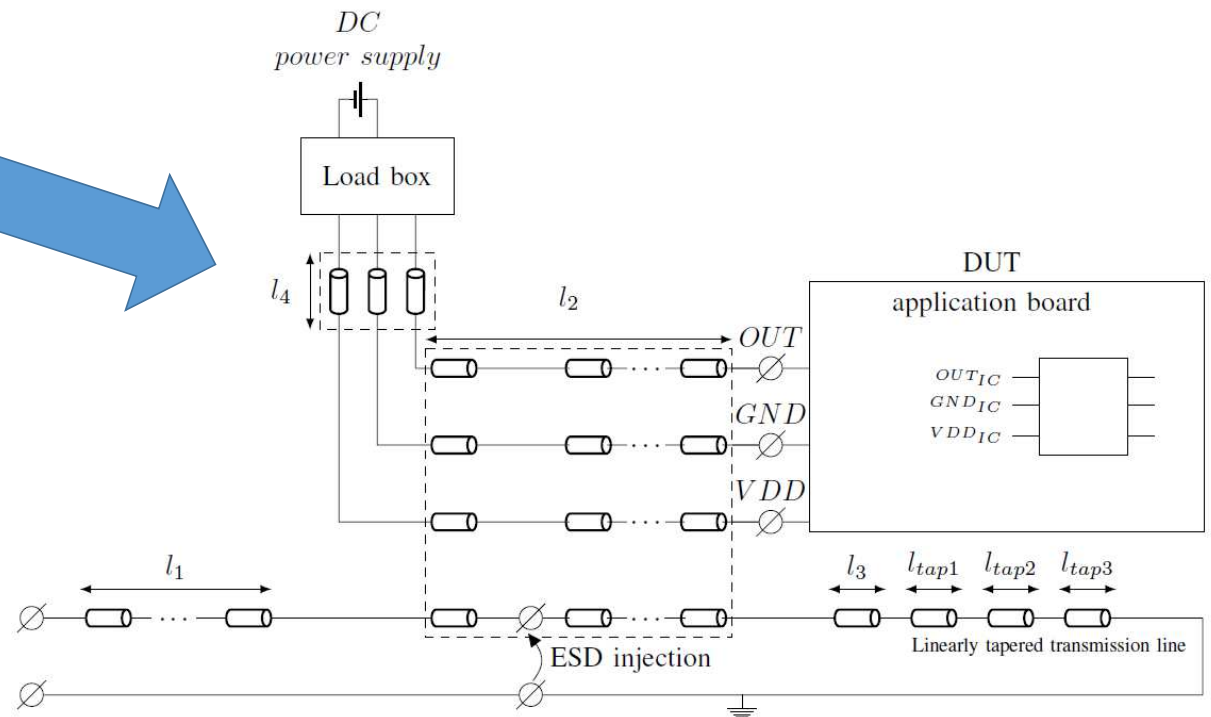 DC
power supply
Load box
l4
l2
DUT
application board
OUT
OUTIC
GNDIC
VDDIC
GND
VDD
l1
l3 ltap1 ltap2 ltap3
Linearly tapered transmission line
ESD injection